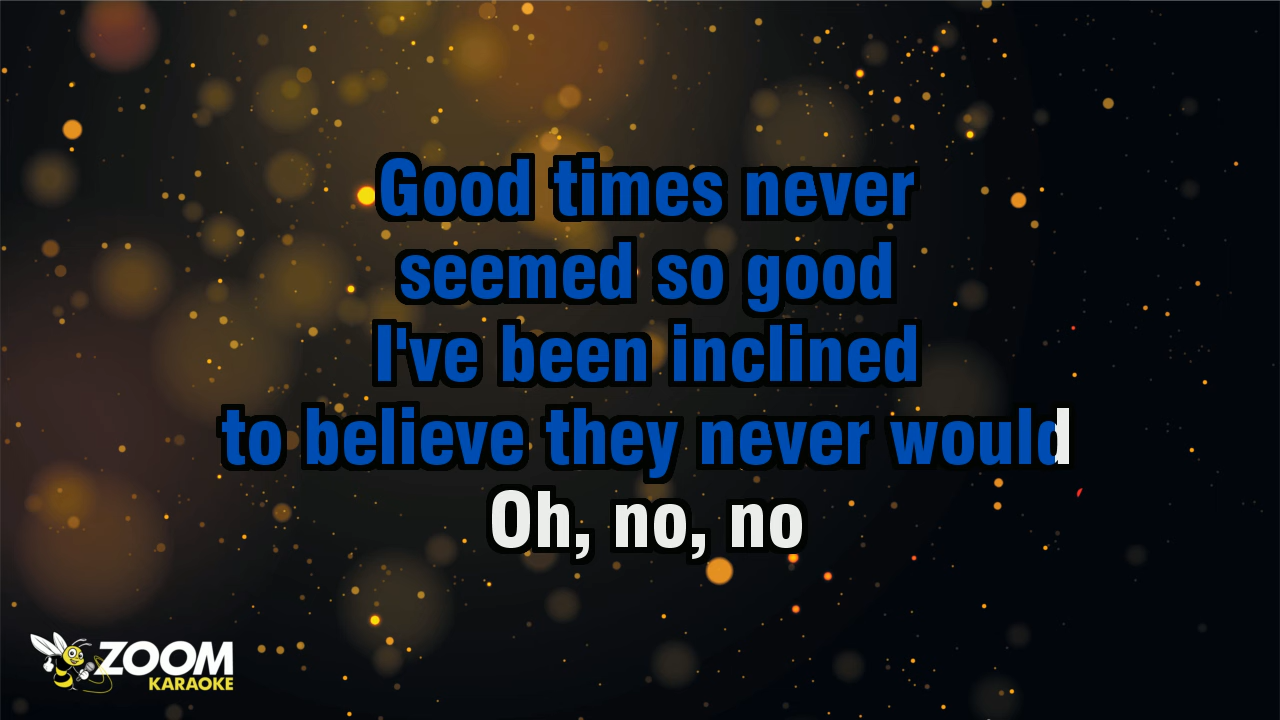 Good times never
seemed so good
I've been inclined
to believe they never would
Oh, no, no
ZOOM
KARAOKE